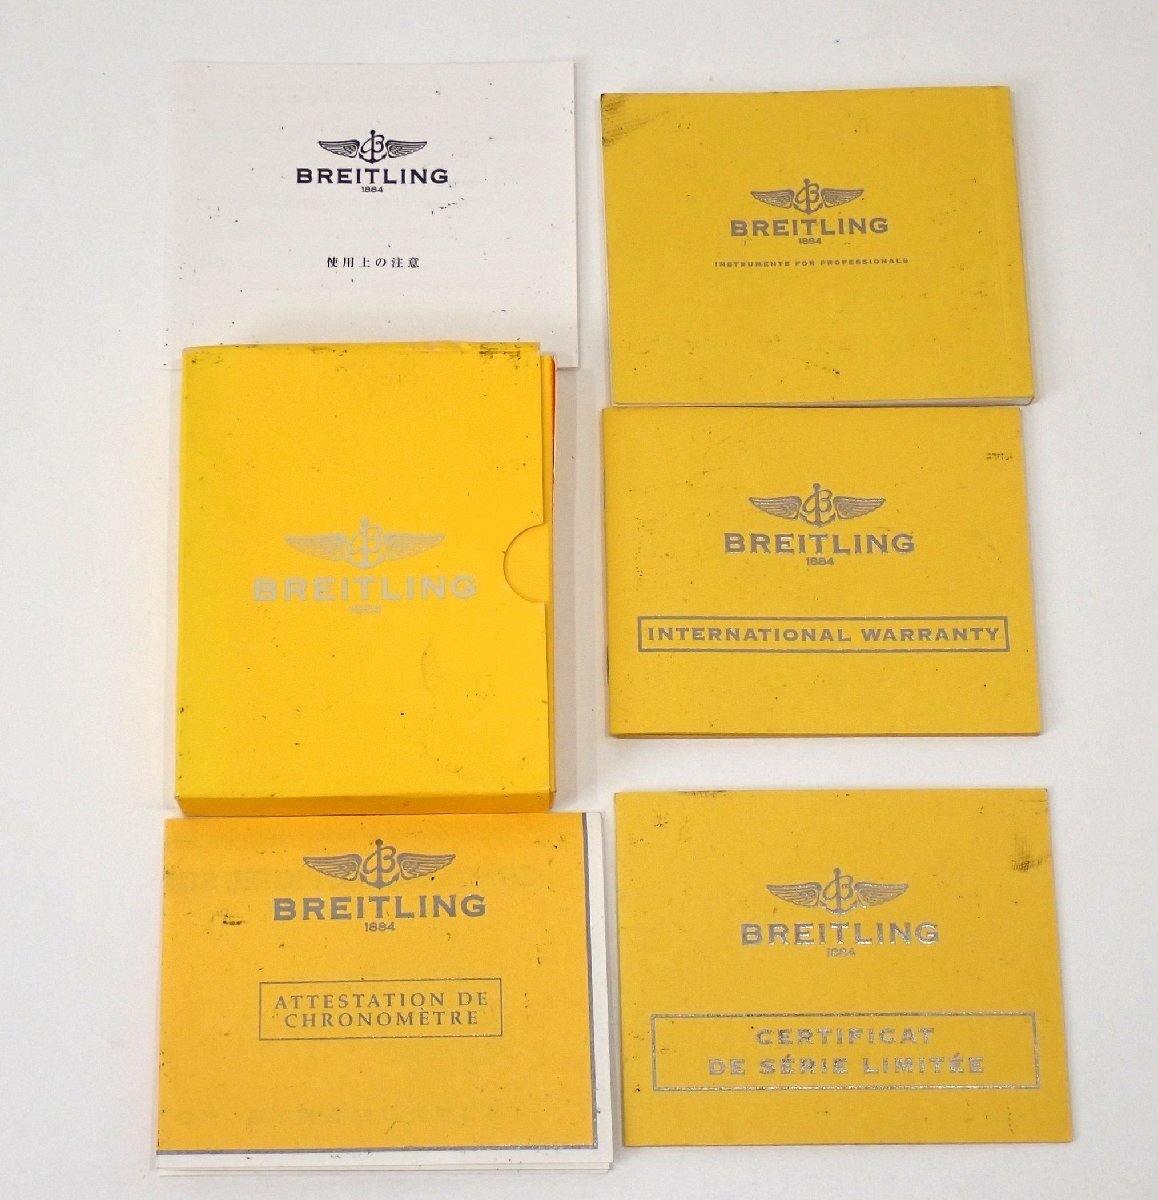 BREITLING
1884
使用上の注意
BREITLING
1884
INSTRUMENTS FOR PROFESSIONALS
BREITLING
1884
BREITLING
1884
INTERNATIONAL WARRANTY
BREITLING
1884
ATTESTATION DE
CHRONOMÈTRE
BREITLING
1884
CERTIFICAT
DE SÉRIE LIMITÉE